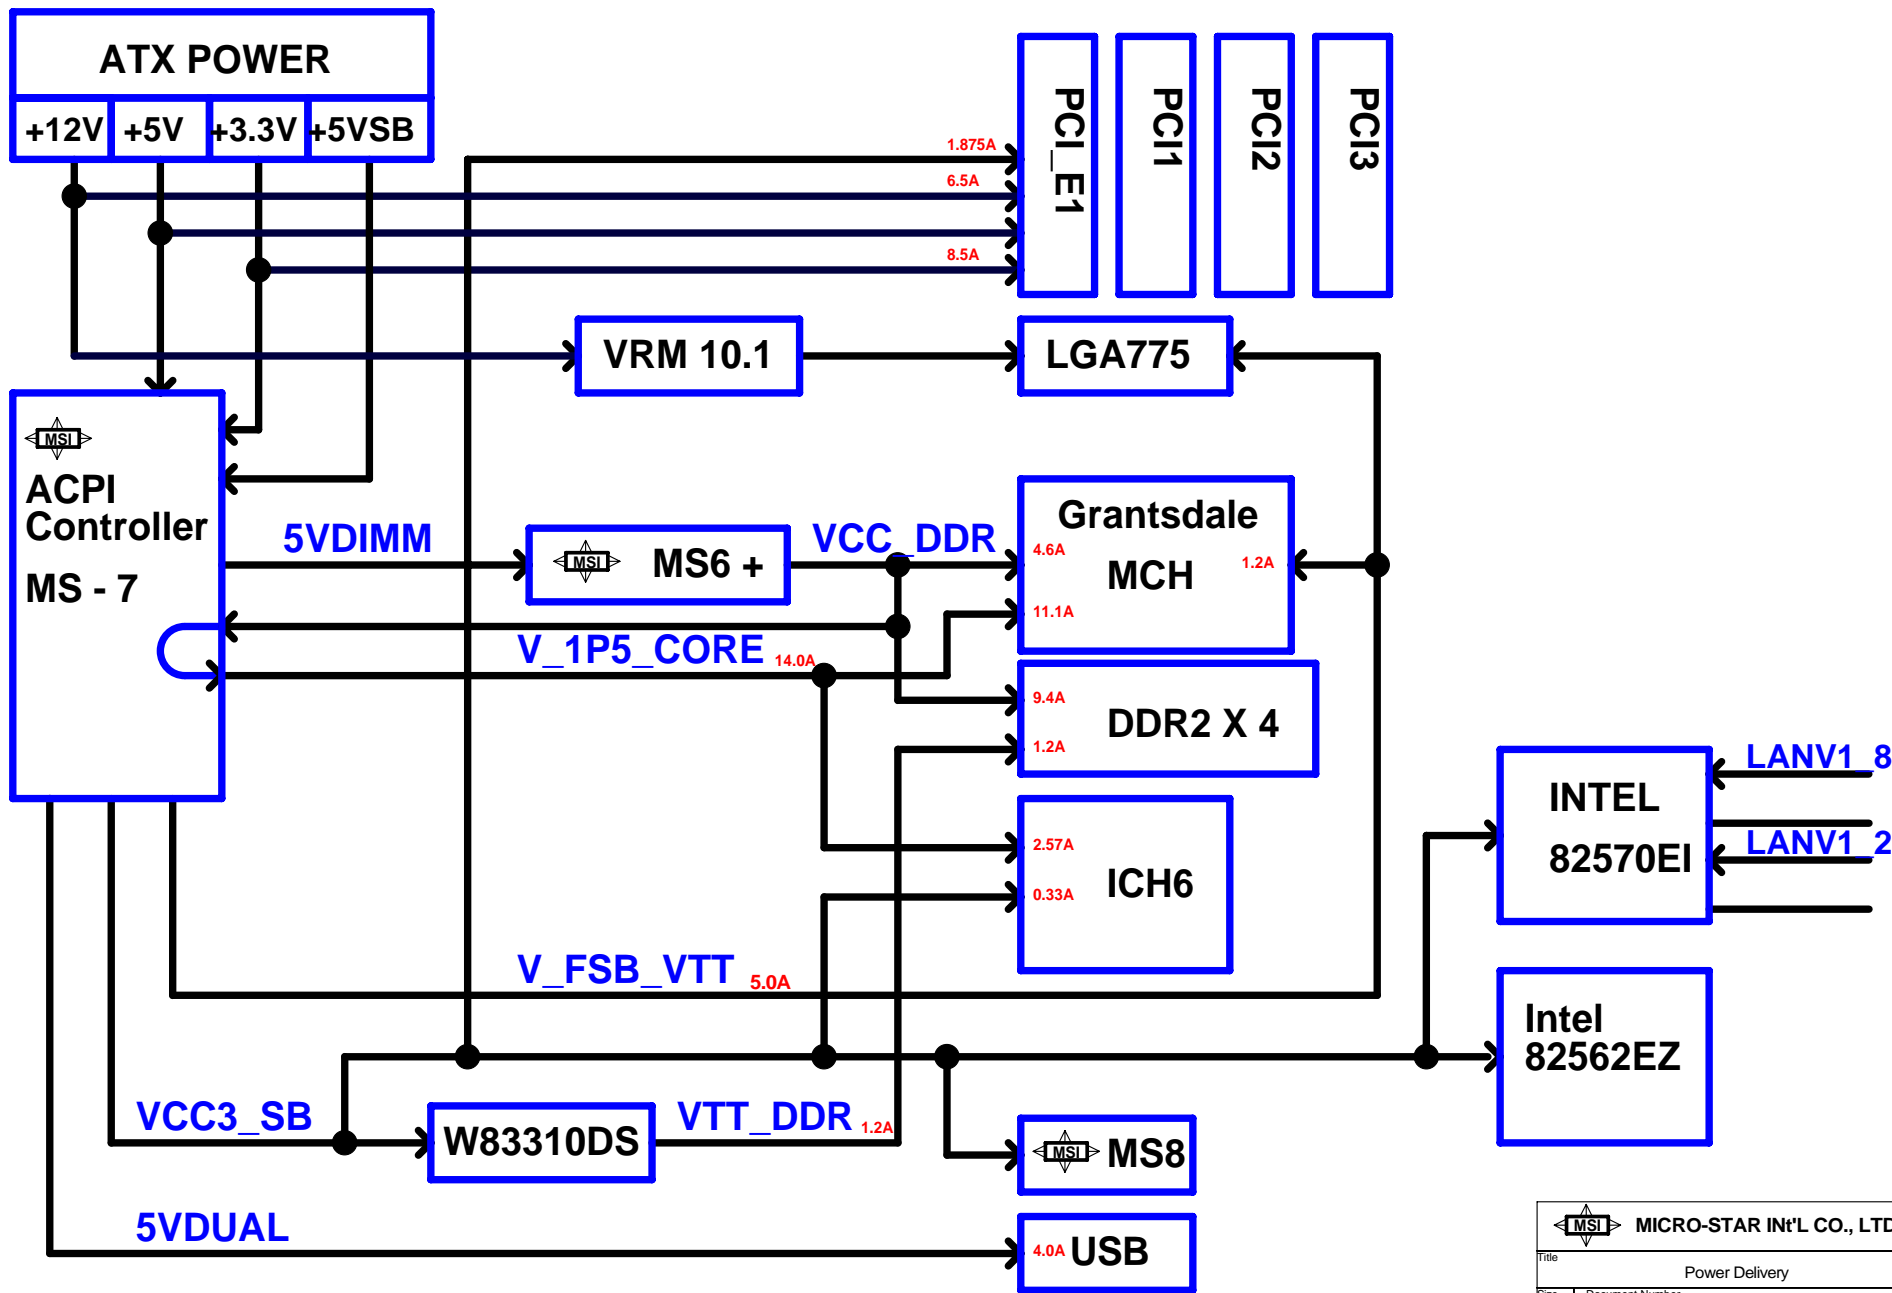 ATX POWER
+12V +5V +3.3V +5VSB
PCI_E1
PCI1
PCI2
PCI3
1.875A
6.5A
8.5A
VRM 10.1
LGA775
MSI
ACPI
Controller
MS - 7
5VDIMM
MSI MS6 +
VCC_DDR
Grantsdale
MCH
4.6A
1.2A
11.1A
V_1P5_CORE 14.0A
DDR2 X 4
9.4A
1.2A
ICH6
2.57A
0.33A
INTEL
82570EI
LANV1_8
LANV1_2
V_FSB_VTT 5.0A
Intel
82562EZ
VCC3_SB
W83310DS
VTT_DDR 1.2A
MSI MS8
5VDUAL
4.0A USB
MSI MICRO-STAR INt'L CO., LTD
Title
Power Delivery
Size Document Number